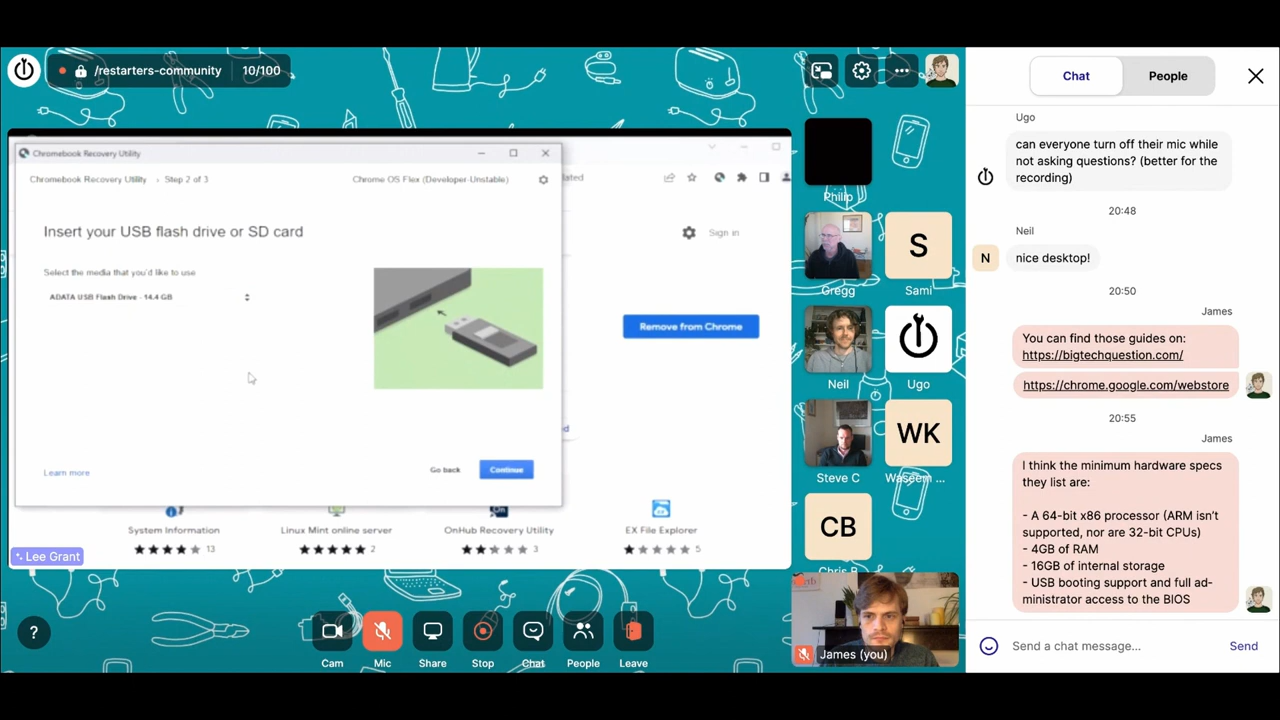 /restarters-community
10/100
Chromebook Recovery Utility
Chromebook Recovery Utility › Step 2 of 3
Chrome OS Flex (Developer-Unstable)
Insert your USB flash drive or SD card
Select the media that you'd like to use
ADATA USB Flash Drive - 14.4 GB
Learn more
Go back
Continue
lated
Sign in
Remove from Chrome
d
System Information
13
Linux Mint online server
2
OnHub Recovery Utility
3
EX File Explorer
5
Lee Grant
Philip
Gregg
S
Sami
Neil
Ugo
Steve C
WK
Waseem ...
CB
Chris B
James (you)
Cam
Mic
Share
Stop
Chat
People
Leave
?
Chat
People
Ugo
can everyone turn off their mic while
not asking questions? (better for the
recording)
20:48
Neil
N
nice desktop!
20:50
James
You can find those guides on:
https://bigtechquestion.com/
https://chrome.google.com/webstore
20:55
James
I think the minimum hardware specs
they list are:
- A 64-bit x86 processor (ARM isn't
supported, nor are 32-bit CPUs)
- 4GB of RAM
- 16GB of internal storage
- USB booting support and full ad-
ministrator access to the BIOS
Send a chat message...
Send